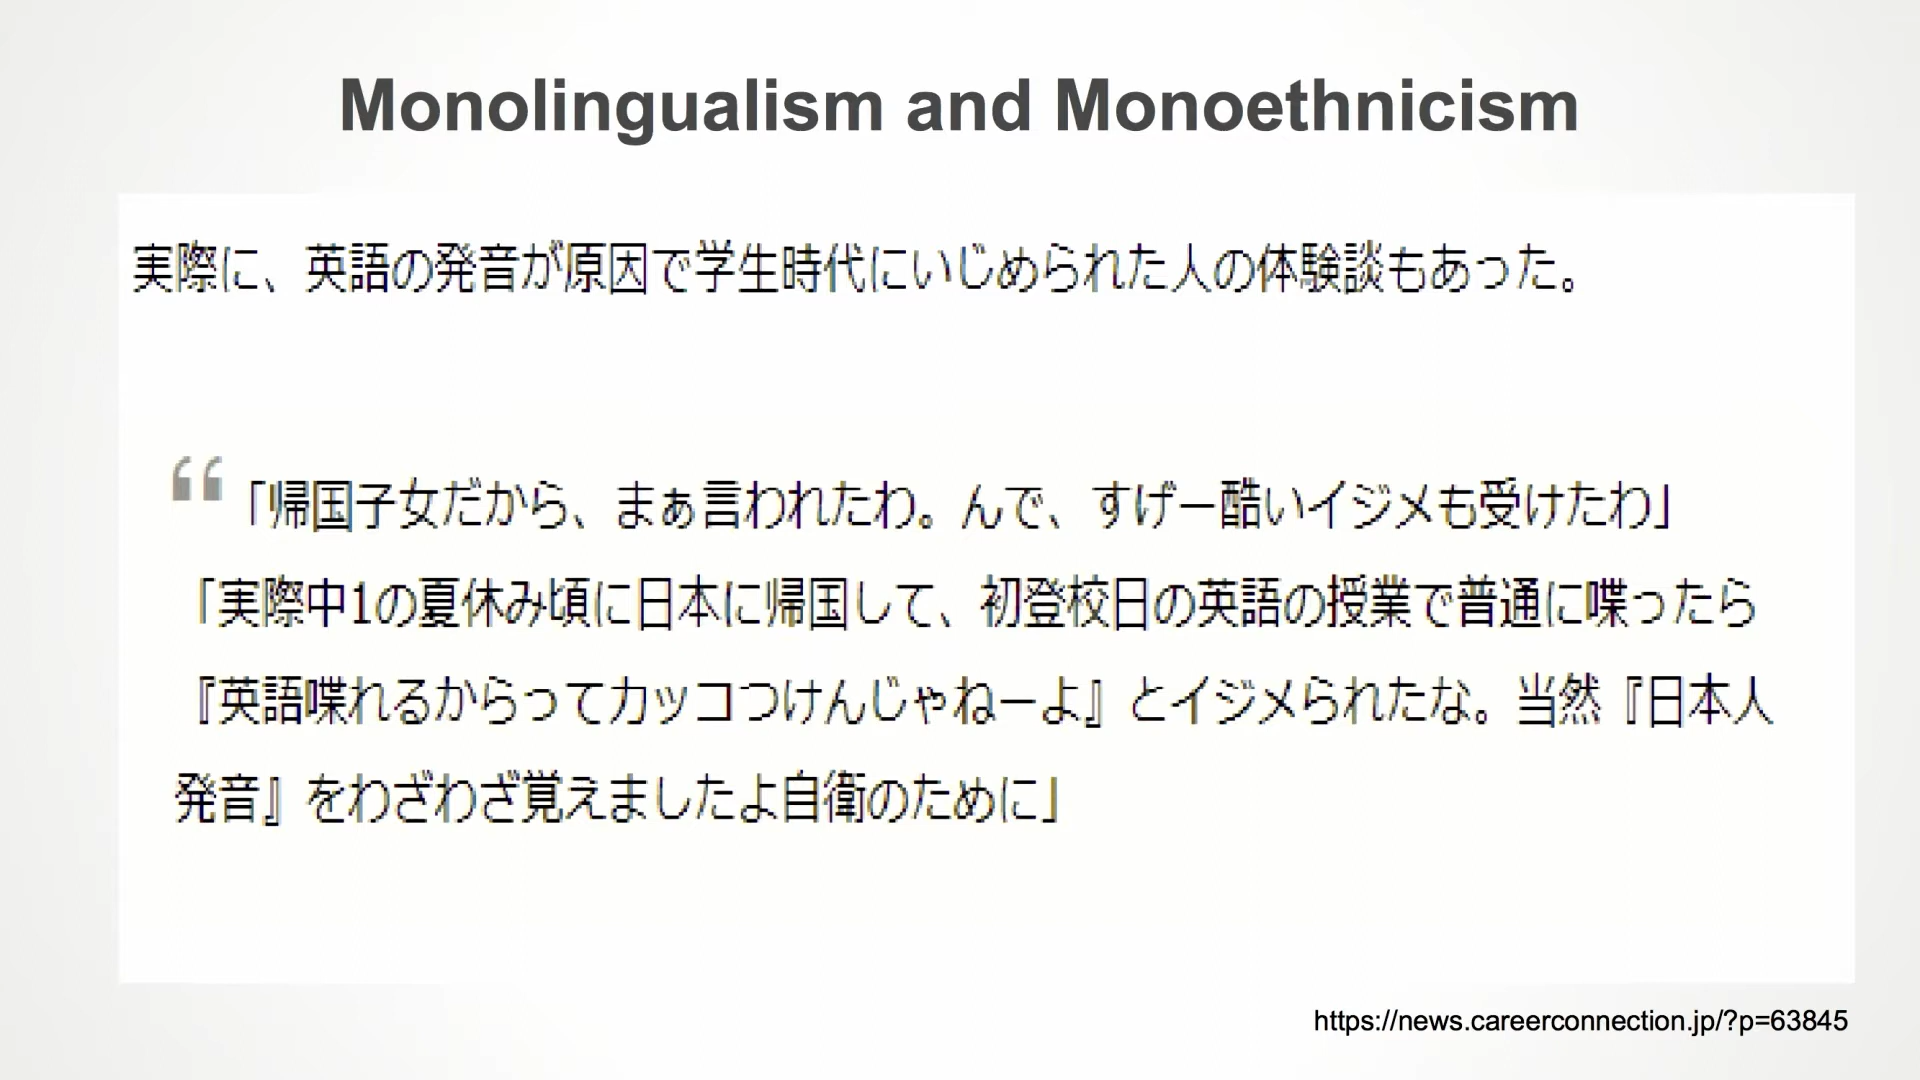 Monolingualism and Monoethnicism
実際に、英語の発音が原因で学生時代にいじめられた人の体験談もあった。
“「帰国子女だから、まぁ言われたわ。んで、すげー酷いイジメも受けたわ」
「実際中1の夏休み頃に日本に帰国して、初登校日の英語の授業で普通に喋ったら
『英語喋れるからってカッコつけんじゃねーよ』とイジメられたな。当然『日本人
発音』をわざわざ覚えましたよ自衛のために」
https://news.careerconnection.jp/?p=63845